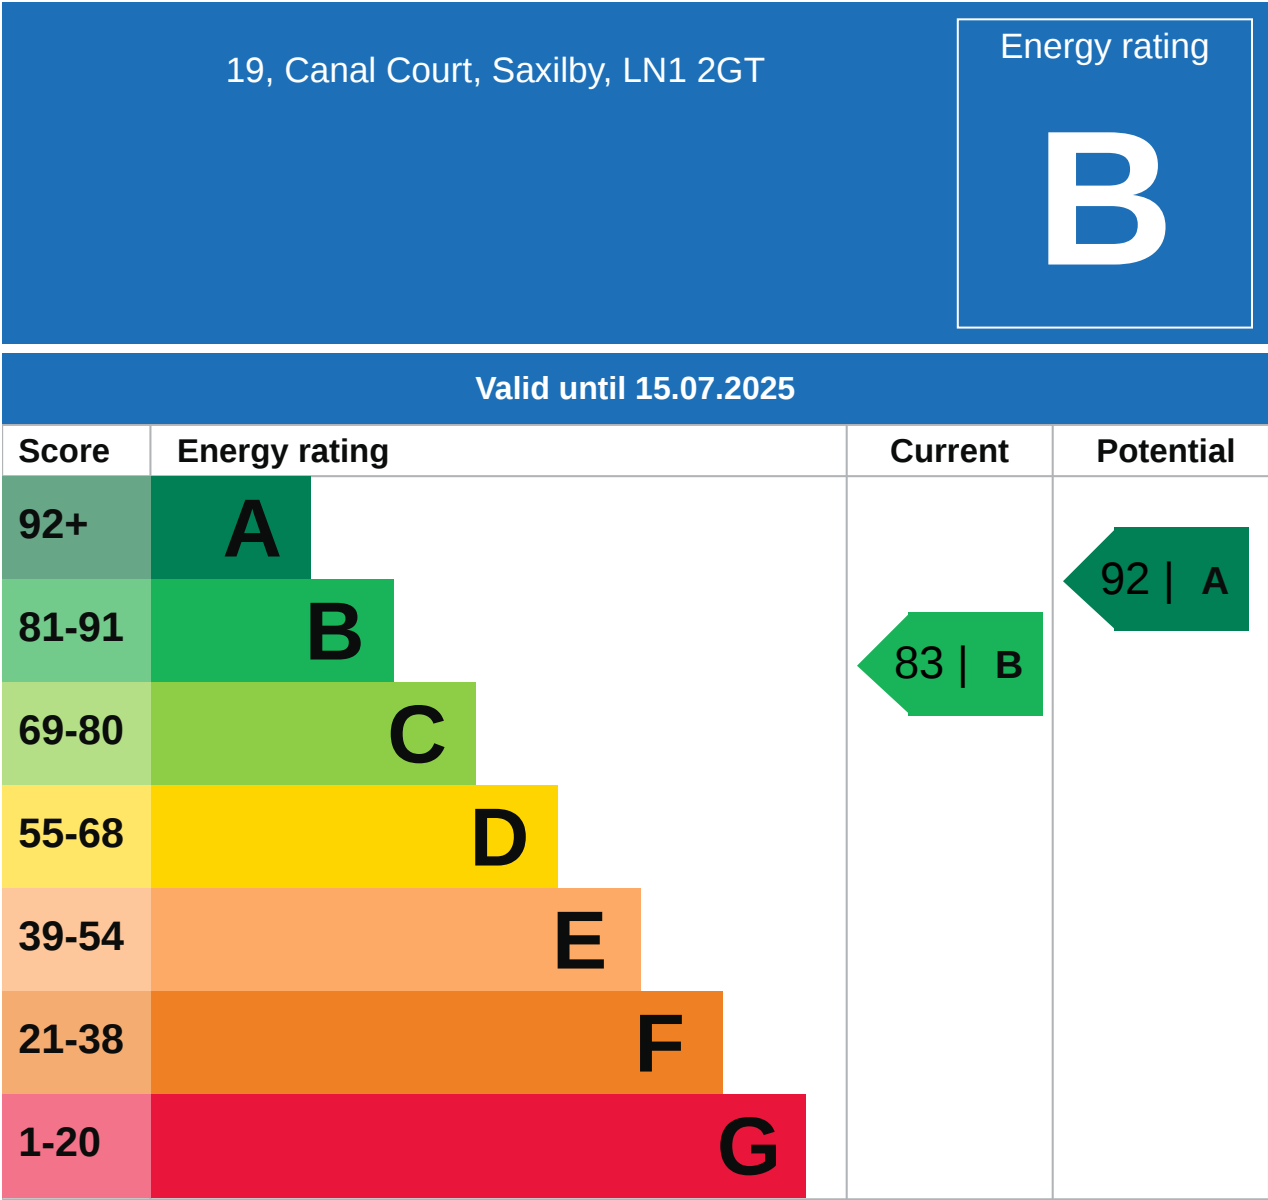 19, Canal Court, Saxilby, LN1 2GT
Energy rating
B
Valid until 15.07.2025
Score Energy rating Current Potential
92+ A
92 | A
81-91 B
83 | B
69-80 C
55-68 D
39-54 E
21-38 F
1-20 G